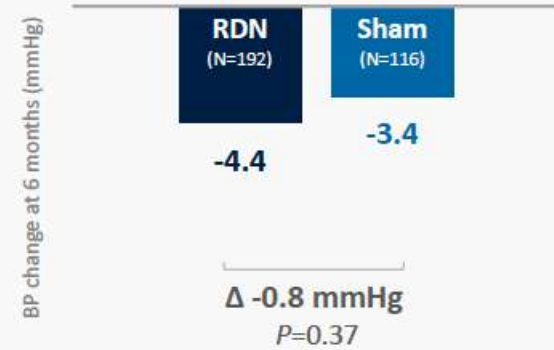 BP change at 6 months (mmHg)
RDN
(N=192)
Sham
(N=116)
-4.4
-3.4
Δ -0.8 mmHg
P=0.37